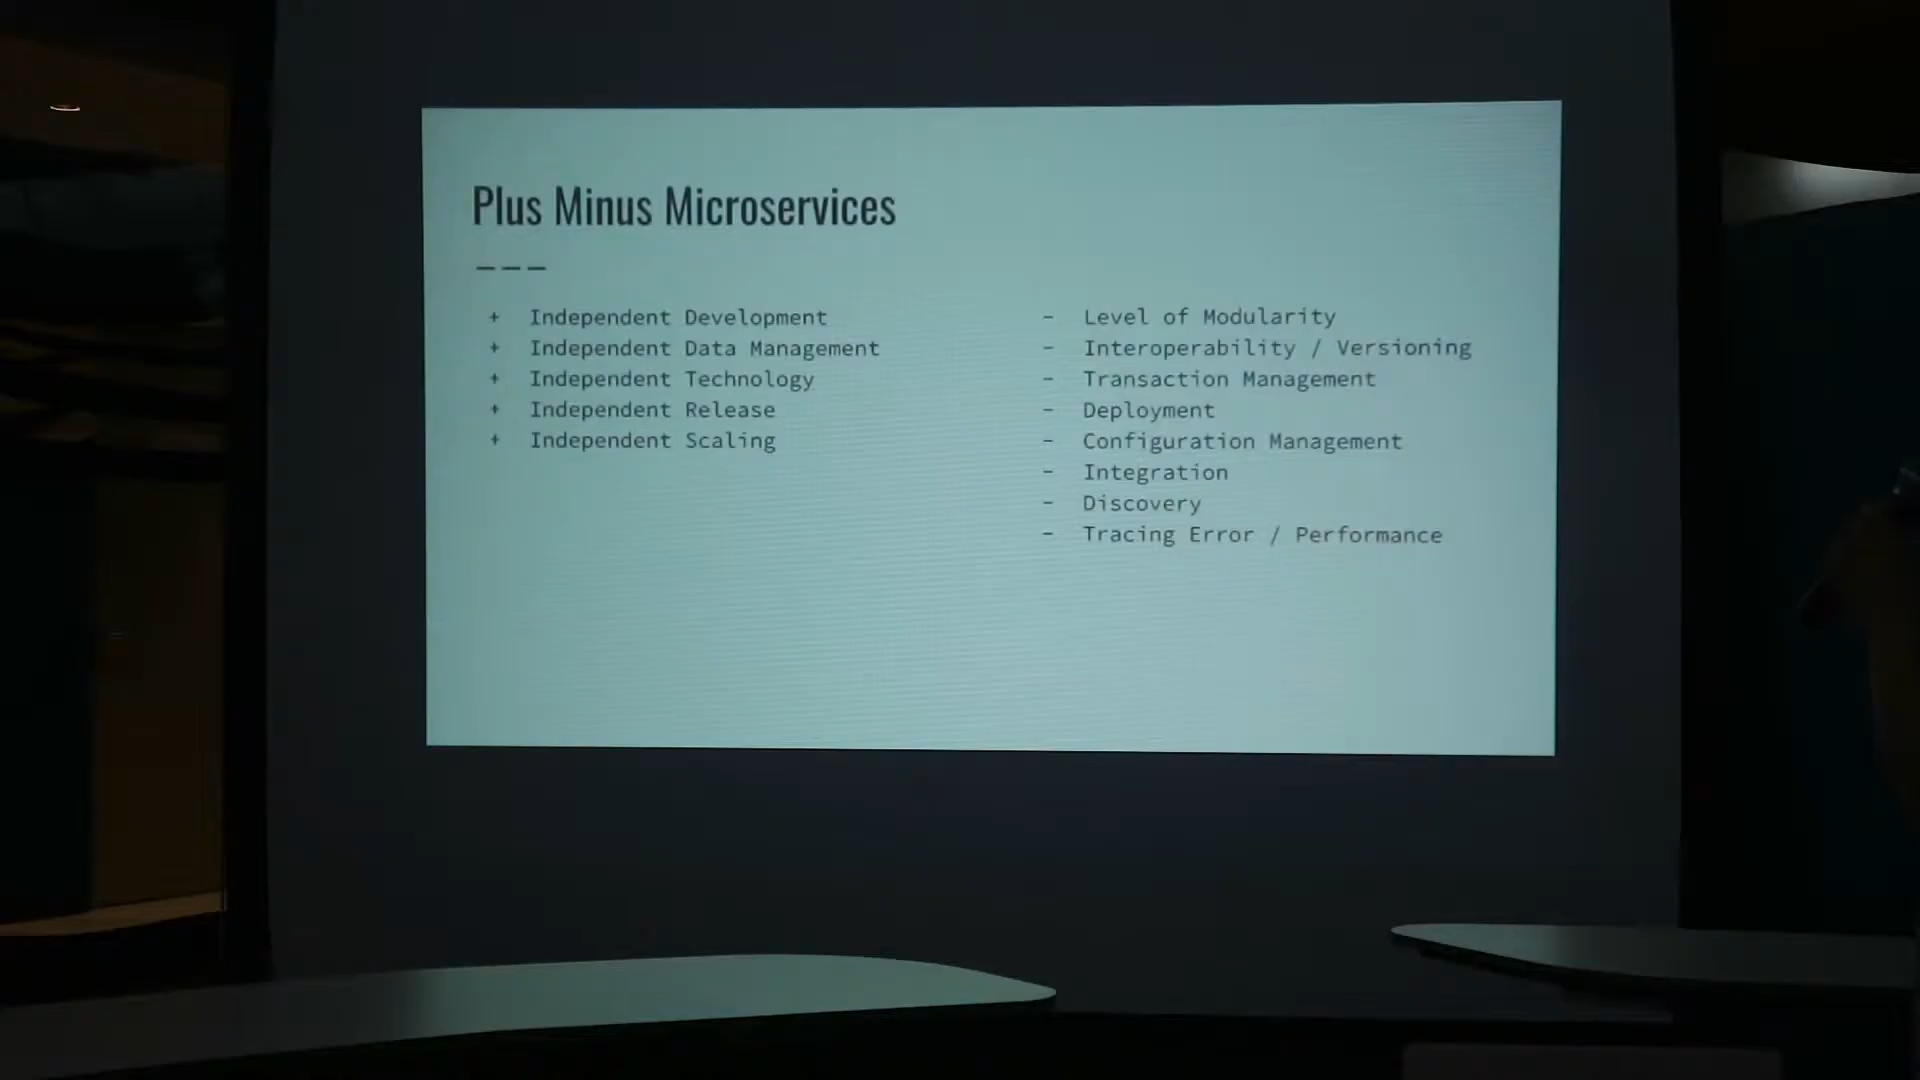 Plus Minus Microservices
———
+ Independent Development
+ Independent Data Management
+ Independent Technology
+ Independent Release
+ Independent Scaling
- Level of Modularity
- Interoperability / Versioning
- Transaction Management
- Deployment
- Configuration Management
- Integration
- Discovery
- Tracing Error / Performance